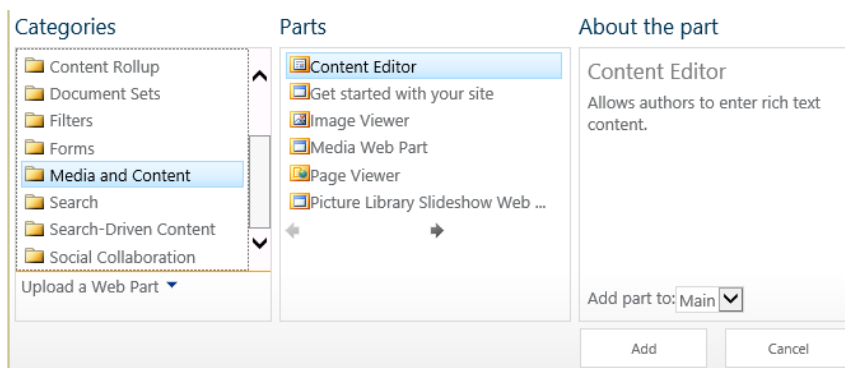 Categories
Content Rollup
Document Sets
Filters
Forms
Media and Content
Search
Search-Driven Content
Social Collaboration
Upload a Web Part
Parts
Content Editor
Get started with your site
Image Viewer
Media Web Part
Page Viewer
Picture Library Slideshow Web ...
About the part
Content Editor
Allows authors to enter rich text
content.
Add part to: Main
Add Cancel